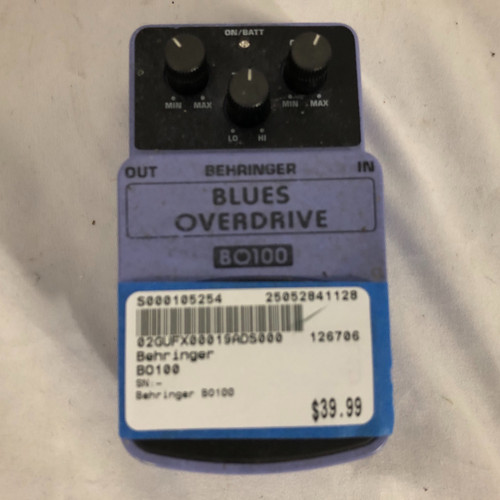 ON/BATT
MIN MAX
MIN MAX
LO HI
OUT BEHRINGER IN
BLUES
OVERDRIVE
BO100
S000105254 25052841128
02GUFX00019ADS000 126706
Behringer
BO100
SN:-
Behringer BO100
$39.99